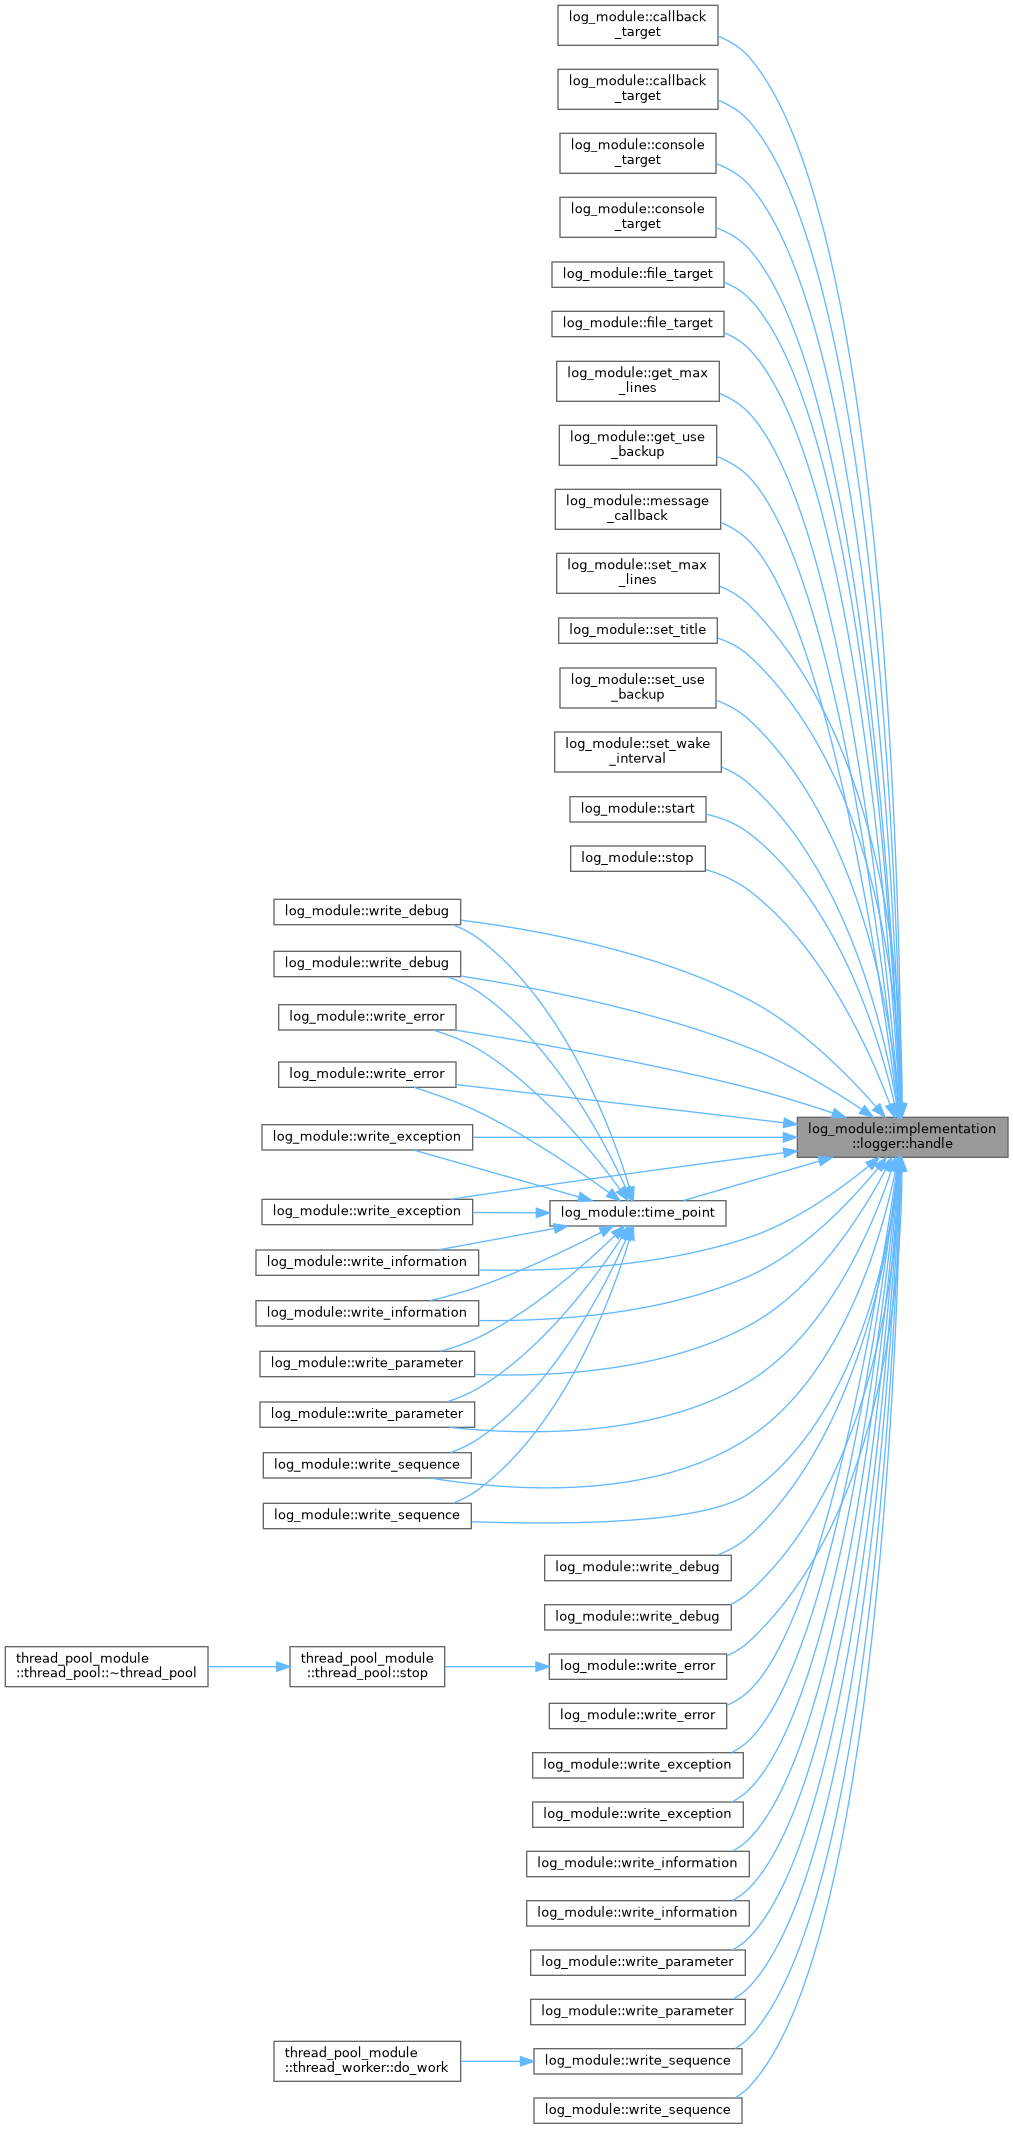 log_module::callback
_target
log_module::callback
_target
log_module::console
_target
log_module::console
_target
log_module::file_target
log_module::file_target
log_module::get_max
_lines
log_module::get_use
_backup
log_module::message
_callback
log_module::set_max
_lines
log_module::set_title
log_module::set_use
_backup
log_module::set_wake
_interval
log_module::start
log_module::stop
log_module::write_debug
log_module::write_debug
log_module::write_error
log_module::write_error
log_module::implementation
::logger::handle
log_module::write_exception
log_module::write_exception
log_module::time_point
log_module::write_information
log_module::write_information
log_module::write_parameter
log_module::write_parameter
log_module::write_sequence
log_module::write_sequence
log_module::write_debug
log_module::write_debug
thread_pool_module
::thread_pool::~thread_pool
thread_pool_module
::thread_pool::stop
log_module::write_error
log_module::write_error
log_module::write_exception
log_module::write_exception
log_module::write_information
log_module::write_information
log_module::write_parameter
log_module::write_parameter
thread_pool_module
::thread_worker::do_work
log_module::write_sequence
log_module::write_sequence